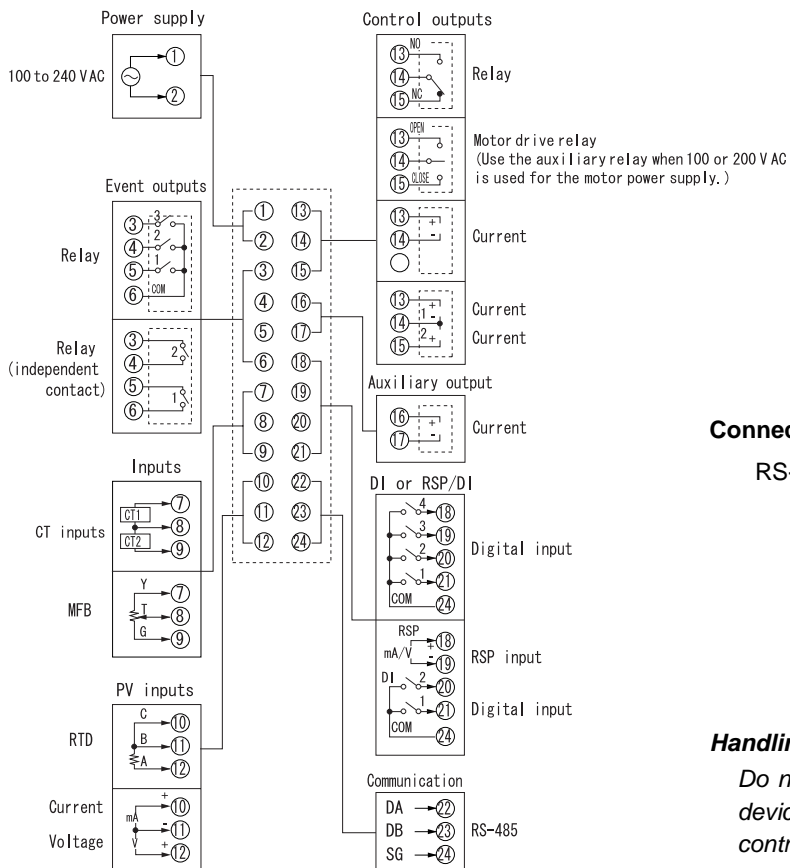 Power supply
100 to 240 V AC
①
②
Event outputs
Relay
③ 3
④ 2
⑤ 1
⑥ COM
Relay
(independent
contact)
③
④ 2
⑤
⑥ 1
Inputs
CT inputs
CT1
CT2
⑦
⑧
⑨
MFB
Y ⑦
T ⑧
G ⑨
PV inputs
RTD
C ⑩
B ⑪
A ⑫
Current
Voltage
mA
V
+ ⑩
- ⑪
+ ⑫
① ⑬
② ⑭
③ ⑮
④ ⑯
⑤ ⑰
⑥ ⑱
⑦ ⑲
⑧ ⑳
⑨ ㉑
⑩ ㉒
⑪ ㉓
⑫ ㉔
Control outputs
⑬ NO
⑭
⑮ NC
Relay
⑬ OPEN
⑭
⑮ CLOSE
Motor drive relay
(Use the auxiliary relay when 100 or 200 V AC
is used for the motor power supply.)
⑬ +
⑭ -
Current
⑬ +
⑭ 1 -
⑮ 2 +
Current
Current
Auxiliary output
⑯ +
⑰ -
Current
DI or RSP/DI
4 ⑱
3 ⑲
2 ⑳
1 ㉑
COM ㉔
Digital input
RSP
mA/V
+ ⑱
- ⑲
RSP input
DI 2 ⑳
1 ㉑
COM ㉔
Digital input
Communication
DA ㉒
DB ㉓
SG ㉔
RS-485
Connec
RS-
Handlin
Do n
devic
contr